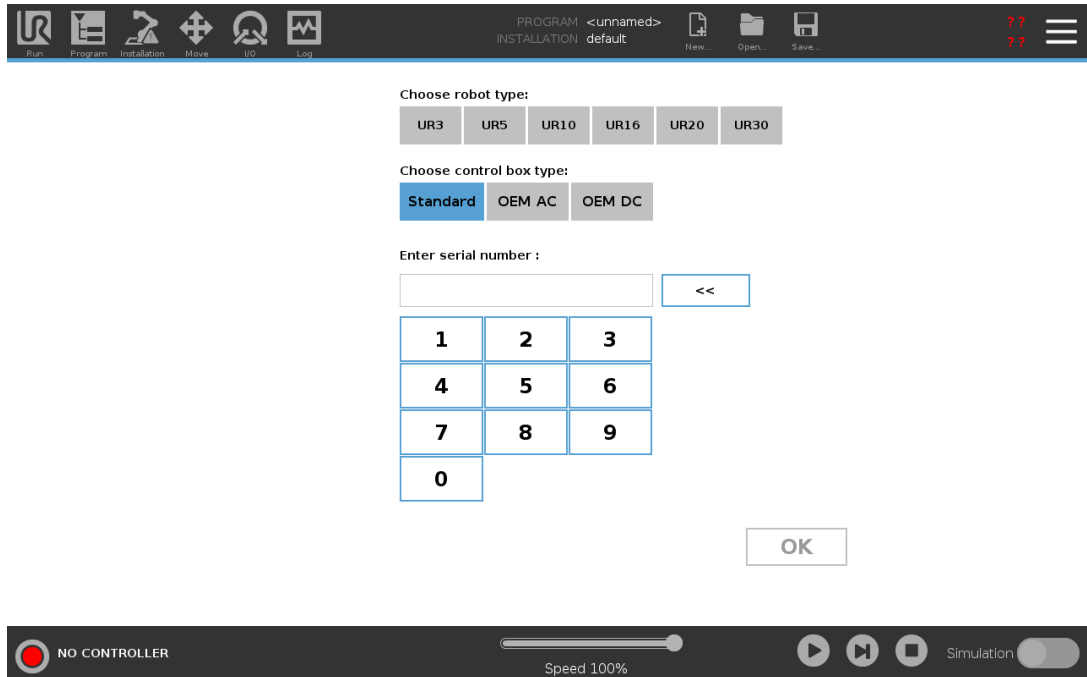 PROGRAM <unnamed>
INSTALLATION default
? ?
? ?
UR
Run Program Installation Move I/O Log New... Open... Save...
Choose robot type:
UR3 UR5 UR10 UR16 UR20 UR30
Choose control box type:
Standard OEM AC OEM DC
Enter serial number :
<<
1 2 3
4 5 6
7 8 9
0
OK
NO CONTROLLER
Speed 100%
Simulation